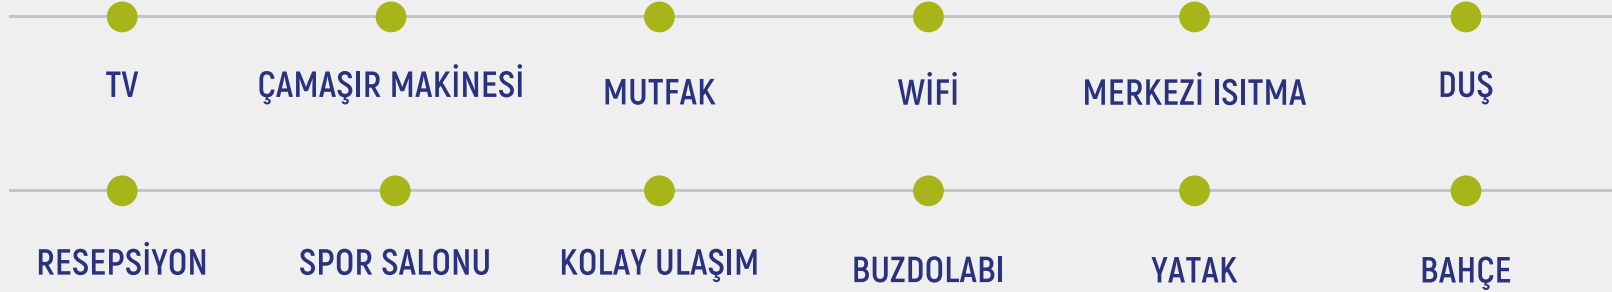 TV
ÇAMAŞIR MAKİNESİ
MUTFAK
WİFİ
MERKEZİ ISITMA
DUŞ
RESEPSİYON
SPOR SALONU
KOLAY ULAŞIM
BUZDOLABI
YATAK
BAHÇE